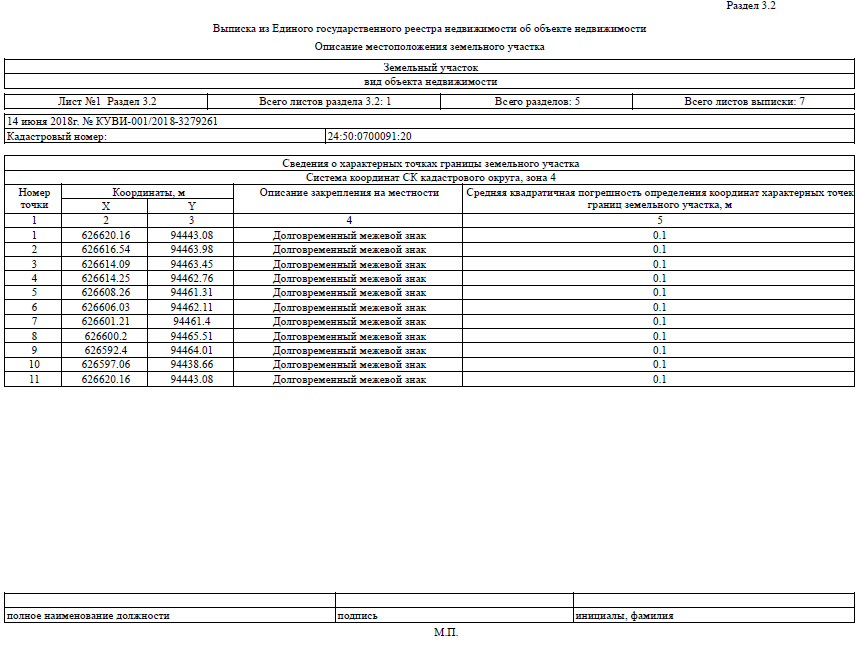 Раздел 3.2
Выписка из Единого государственного реестра недвижимости об объекте недвижимости
Описание местоположения земельного участка
Земельный участок
вид объекта недвижимости
Лист №1 Раздел 3.2 Всего листов раздела 3.2: 1 Всего разделов: 5 Всего листов выписки: 7
14 июня 2018г. № КУВИ-001/2018-3279261
Кадастровый номер: 24:50:0700091:20
Сведения о характерных точках границы земельного участка
Система координат СК кадастрового округа, зона 4
Номер точки Координаты, м Описание закрепления на местности Средняя квадратичная погрешность определения координат характерных точек границ земельного участка, м
X Y
1 2 3 4 5
1 626620.16 94443.08 Долговременный межевой знак 0.1
2 626616.54 94463.98 Долговременный межевой знак 0.1
3 626614.09 94463.45 Долговременный межевой знак 0.1
4 626614.25 94462.76 Долговременный межевой знак 0.1
5 626608.26 94461.31 Долговременный межевой знак 0.1
6 626606.03 94462.11 Долговременный межевой знак 0.1
7 626601.21 94461.4 Долговременный межевой знак 0.1
8 626600.2 94465.51 Долговременный межевой знак 0.1
9 626592.4 94464.01 Долговременный межевой знак 0.1
10 626597.06 94438.66 Долговременный межевой знак 0.1
11 626620.16 94443.08 Долговременный межевой знак 0.1
полное наименование должности подпись инициалы, фамилия
М.П.